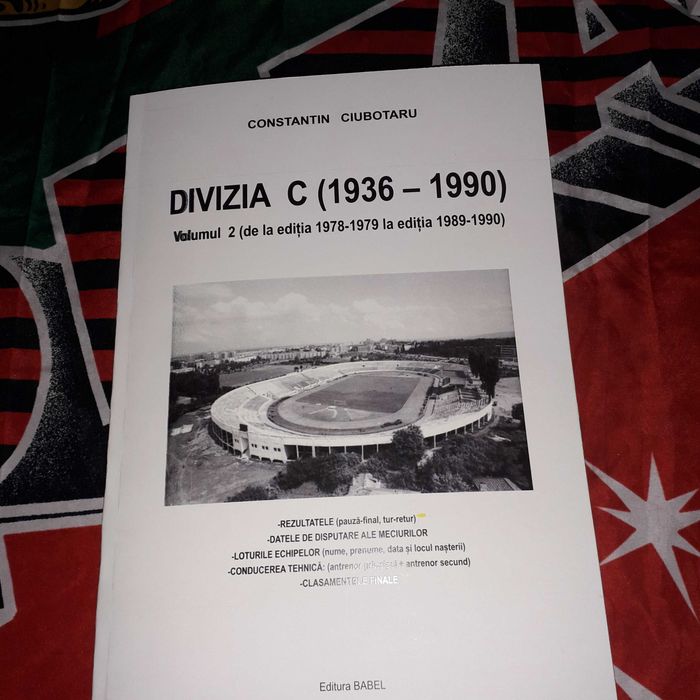 CONSTANTIN CIUBOTARU
DIVIZIA C (1936 – 1990)
Volumul 2 (de la ediția 1978-1979 la ediția 1989-1990)
-REZULTATELE (pauză-final, tur-retur)
-DATELE DE DISPUTARE ALE MECIURILOR
-LOTURILE ECHIPELOR (nume, prenume, data și locul nașterii)
-CONDUCEREA TEHNICĂ: (antrenor principal + antrenor secund)
-CLASAMENTELE FINALE
Editura BABEL